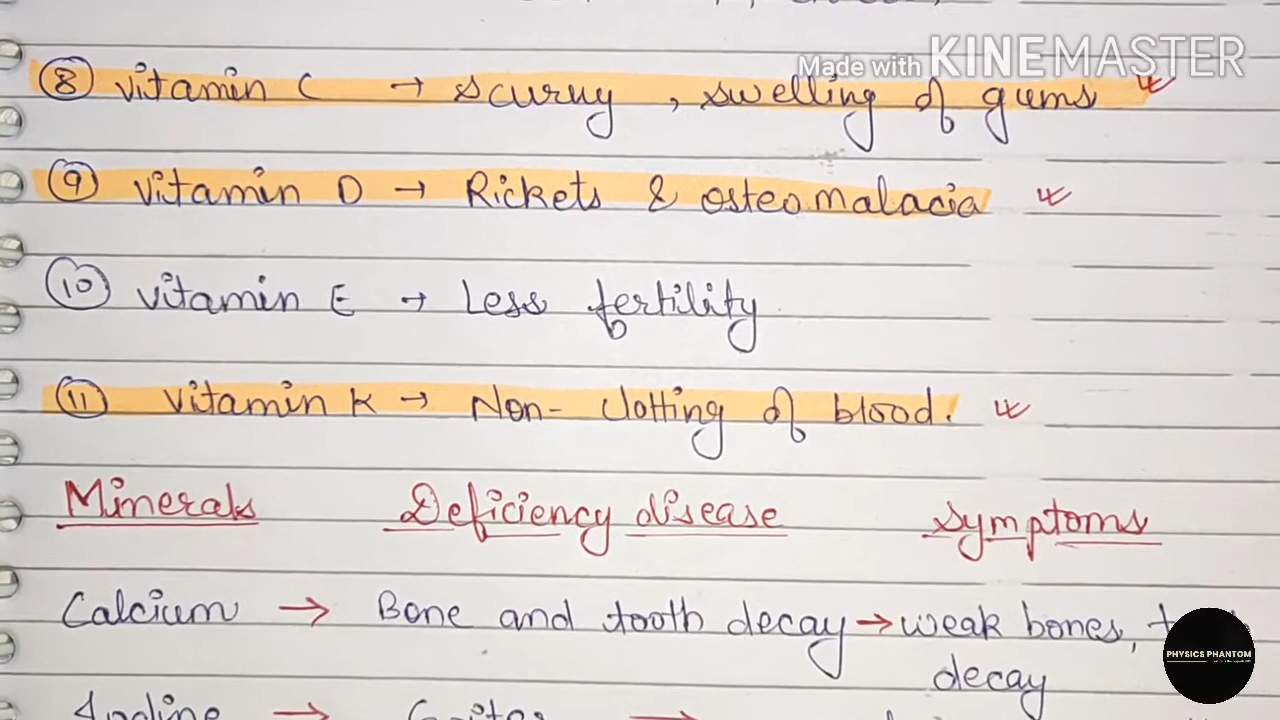 Made with KINEMASTER
⑧ Vitamin C → scurvy , swelling of gums
⑨ Vitamin D → Rickets & osteomalacia
⑩ Vitamin E → Less fertility
⑪ Vitamin K → Non-clotting of blood.
Minerals Deficiency disease Symptoms
Calcium → Bone and tooth decay → weak bones,
decay
PHYSICS PHANTOM